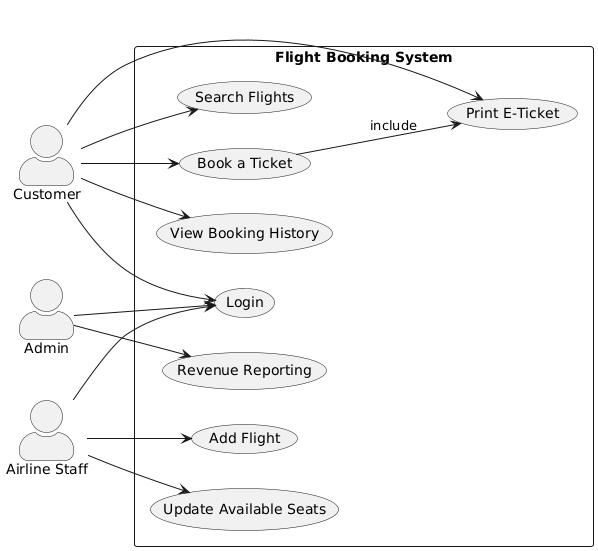 Flight Booking System
Search Flights
Print E-Ticket
include
Book a Ticket
Customer
View Booking History
Login
Admin
Revenue Reporting
Add Flight
Airline Staff
Update Available Seats